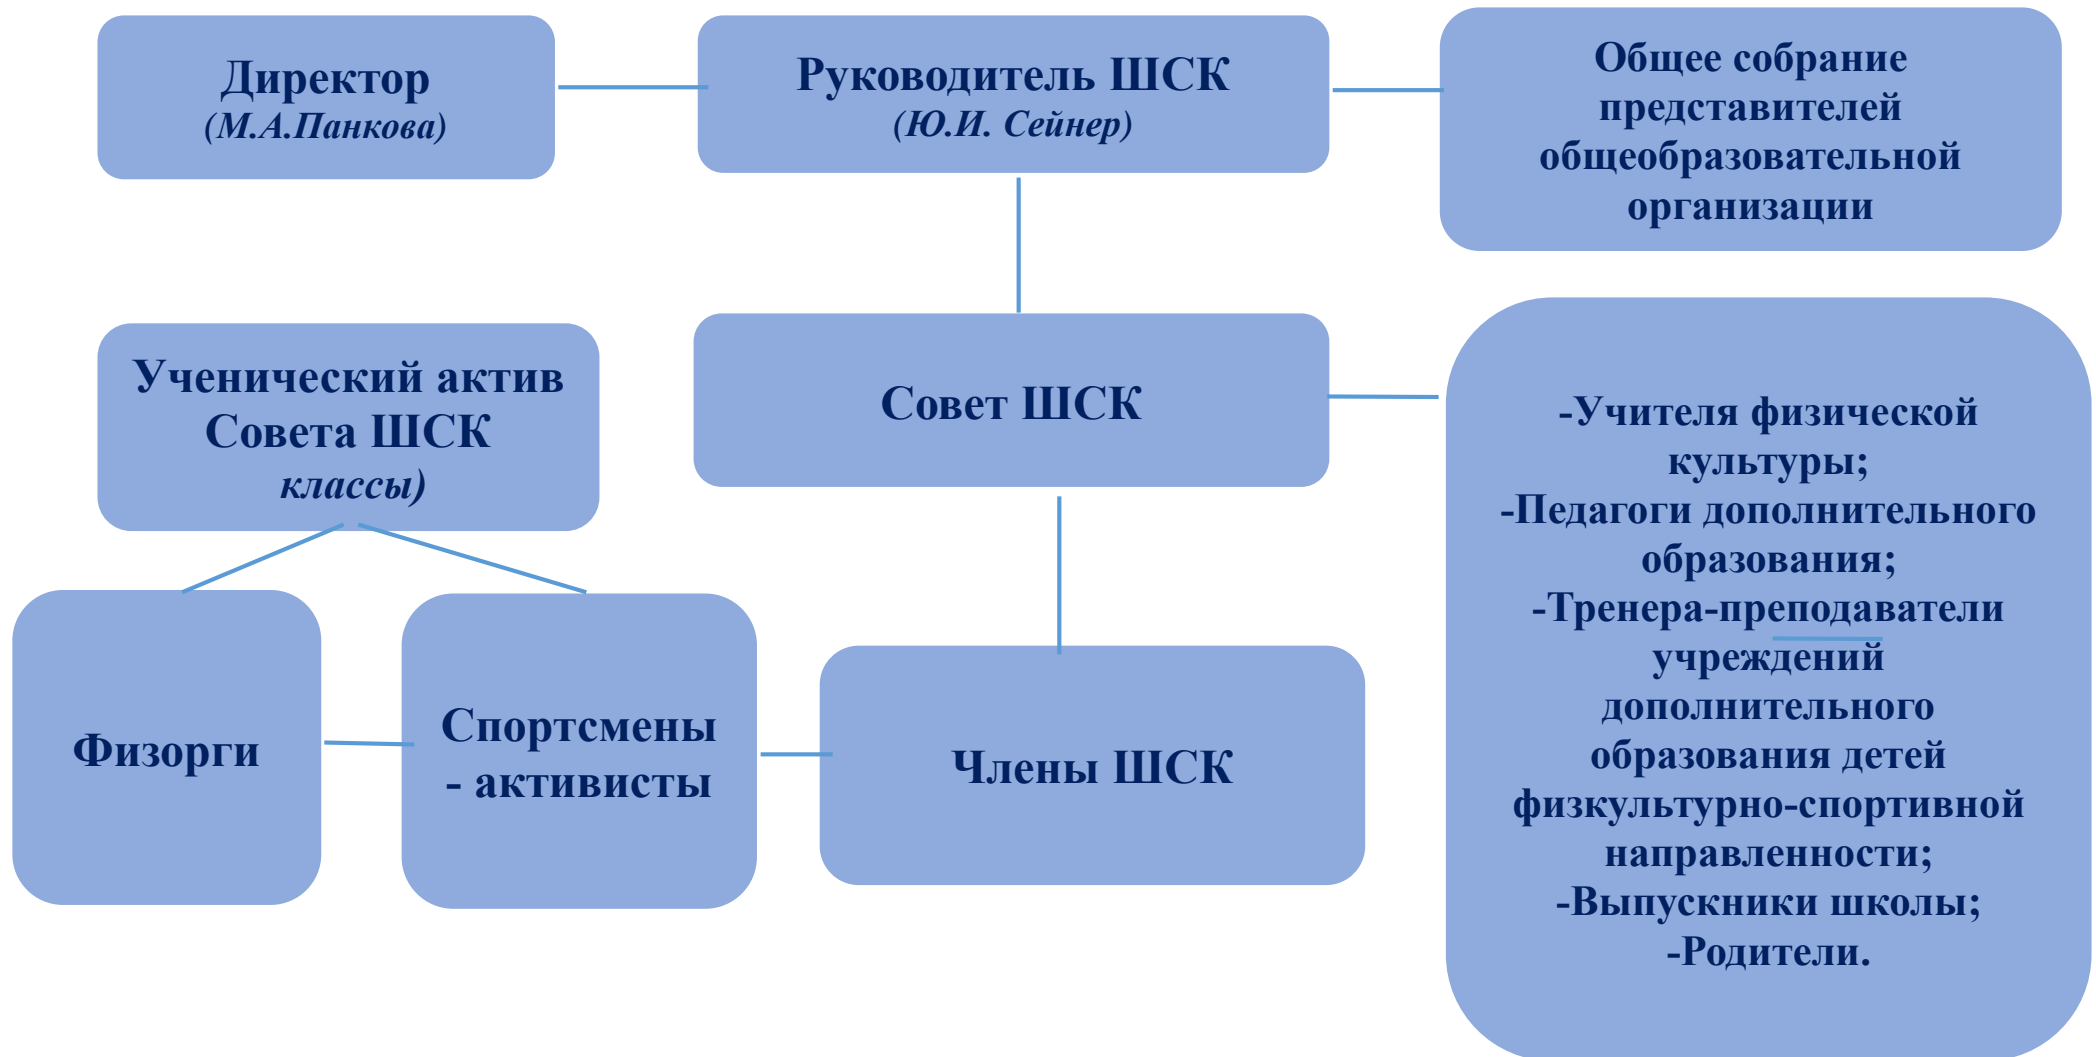 Директор
(М.А.Панкова)
Руководитель ШСК
(Ю.И. Сейнер)
Общее собрание
представителей
общеобразовательной
организации
Ученический актив
Совета ШСК
классы)
Совет ШСК
-Учителя физической
культуры;
-Педагоги дополнительного
образования;
-Тренера-преподаватели
учреждений
дополнительного
образования детей
физкультурно-спортивной
направленности;
-Выпускники школы;
-Родители.
Физорги
Спортсмены
- активисты
Члены ШСК